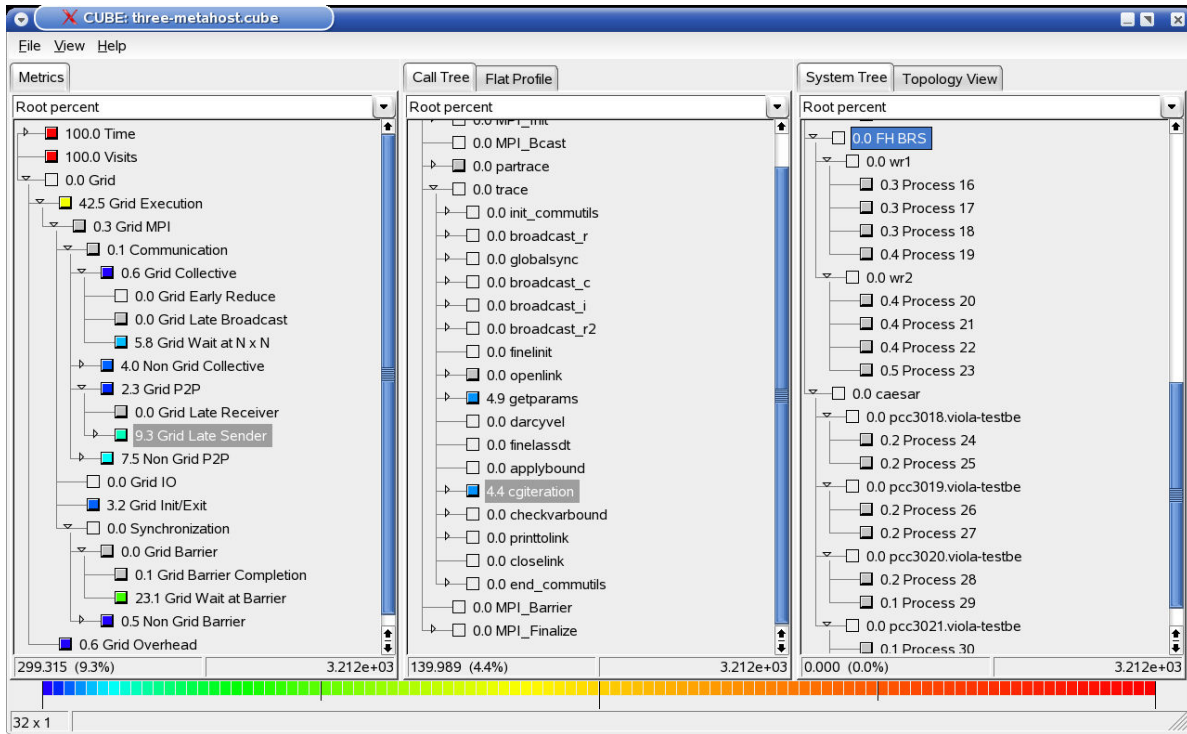 CUBE: three-metahost.cube
File View Help
Metrics
Root percent
100.0 Time
100.0 Visits
0.0 Grid
42.5 Grid Execution
0.3 Grid MPI
0.1 Communication
0.6 Grid Collective
0.0 Grid Early Reduce
0.0 Grid Late Broadcast
5.8 Grid Wait at N x N
4.0 Non Grid Collective
2.3 Grid P2P
0.0 Grid Late Receiver
9.3 Grid Late Sender
7.5 Non Grid P2P
0.0 Grid IO
3.2 Grid Init/Exit
0.0 Synchronization
0.0 Grid Barrier
0.1 Grid Barrier Completion
23.1 Grid Wait at Barrier
0.5 Non Grid Barrier
0.6 Grid Overhead
299.315 (9.3%) 3.212e+03
Call Tree Flat Profile
Root percent
0.0 MPI_Init
0.0 MPI_Bcast
0.0 partrace
0.0 trace
0.0 init_commutils
0.0 broadcast_r
0.0 globalsync
0.0 broadcast_c
0.0 broadcast_i
0.0 broadcast_r2
0.0 finelinit
0.0 openlink
4.9 getparams
0.0 darcyvel
0.0 finelassdt
0.0 applybound
4.4 cgiteration
0.0 checkvarbound
0.0 printtolink
0.0 closelink
0.0 end_commutils
0.0 MPI_Barrier
0.0 MPI_Finalize
139.989 (4.4%) 3.212e+03
System Tree Topology View
Root percent
0.0 FH BRS
0.0 wr1
0.3 Process 16
0.3 Process 17
0.3 Process 18
0.4 Process 19
0.0 wr2
0.4 Process 20
0.4 Process 21
0.4 Process 22
0.5 Process 23
0.0 caesar
0.0 pcc3018.viola-testbe
0.2 Process 24
0.2 Process 25
0.0 pcc3019.viola-testbe
0.2 Process 26
0.2 Process 27
0.0 pcc3020.viola-testbe
0.2 Process 28
0.1 Process 29
0.0 pcc3021.viola-testbe
0.1 Process 30
0.000 (0.0%) 3.212e+03
32 x 1